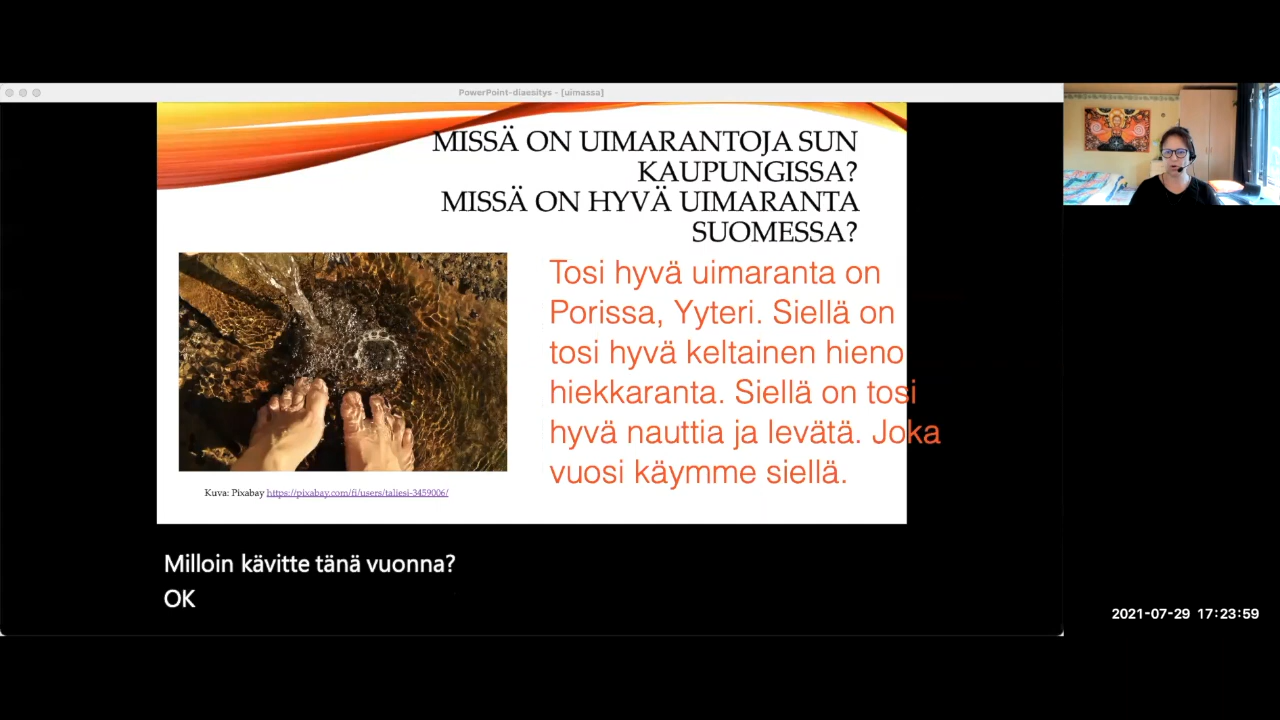 PowerPoint-diaesitys - [uimassa]
MISSÄ ON UIMARANTOJA SUN
KAUPUNGISSA?
MISSÄ ON HYVÄ UIMARANTA
SUOMESSA?
Tosi hyvä uimaranta on
Porissa, Yyteri. Siellä on
tosi hyvä keltainen hieno
hiekkaranta. Siellä on tosi
hyvä nauttia ja levätä. Joka
vuosi käymme siellä.
Kuva: Pixabay https://pixabay.com/fi/users/taliesi-3459006/
Milloin kävitte tänä vuonna?
OK
2021-07-29 17:23:59